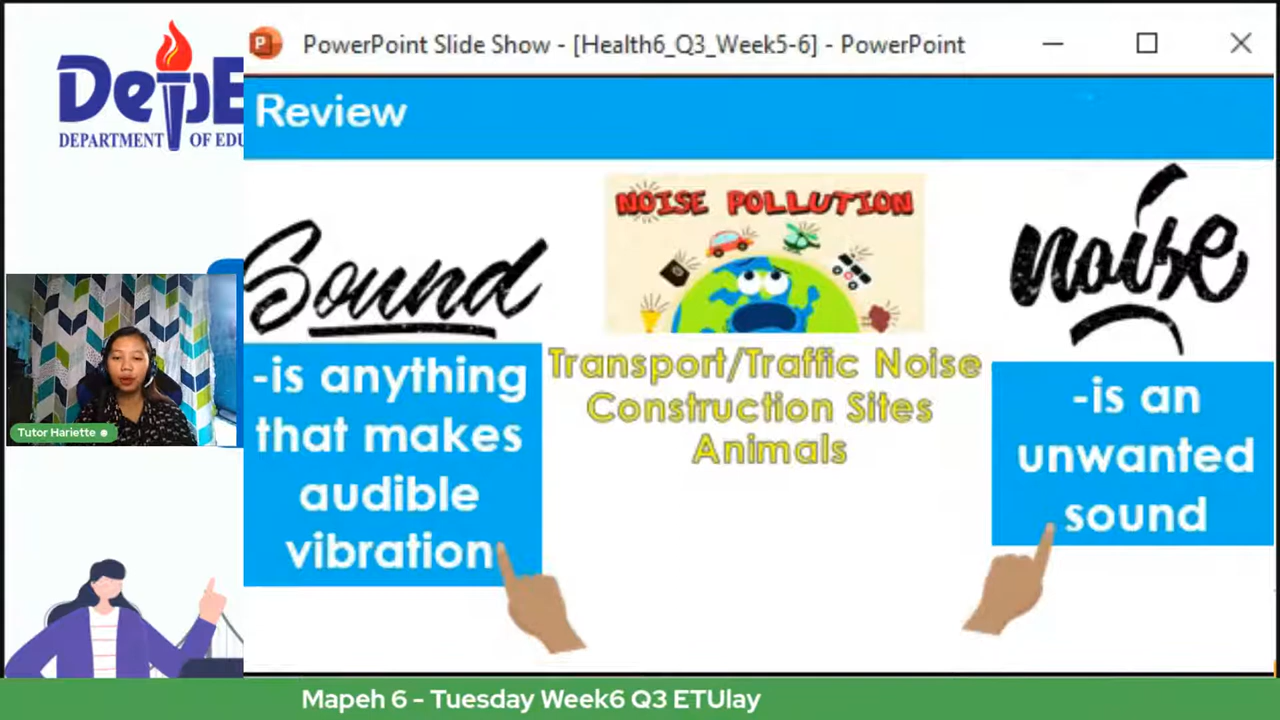 PowerPoint Slide Show - [Health6_Q3_Week5-6] - PowerPoint
DepE
DEPARTMENT OF EDU
Review
Sound
-is anything
that makes
audible
vibration
NOISE POLLUTION
Transport/Traffic Noise
Construction Sites
Animals
noise
-is an
unwanted
sound
Tutor Hariette
Mapeh 6 - Tuesday Week6 Q3 ETUlay